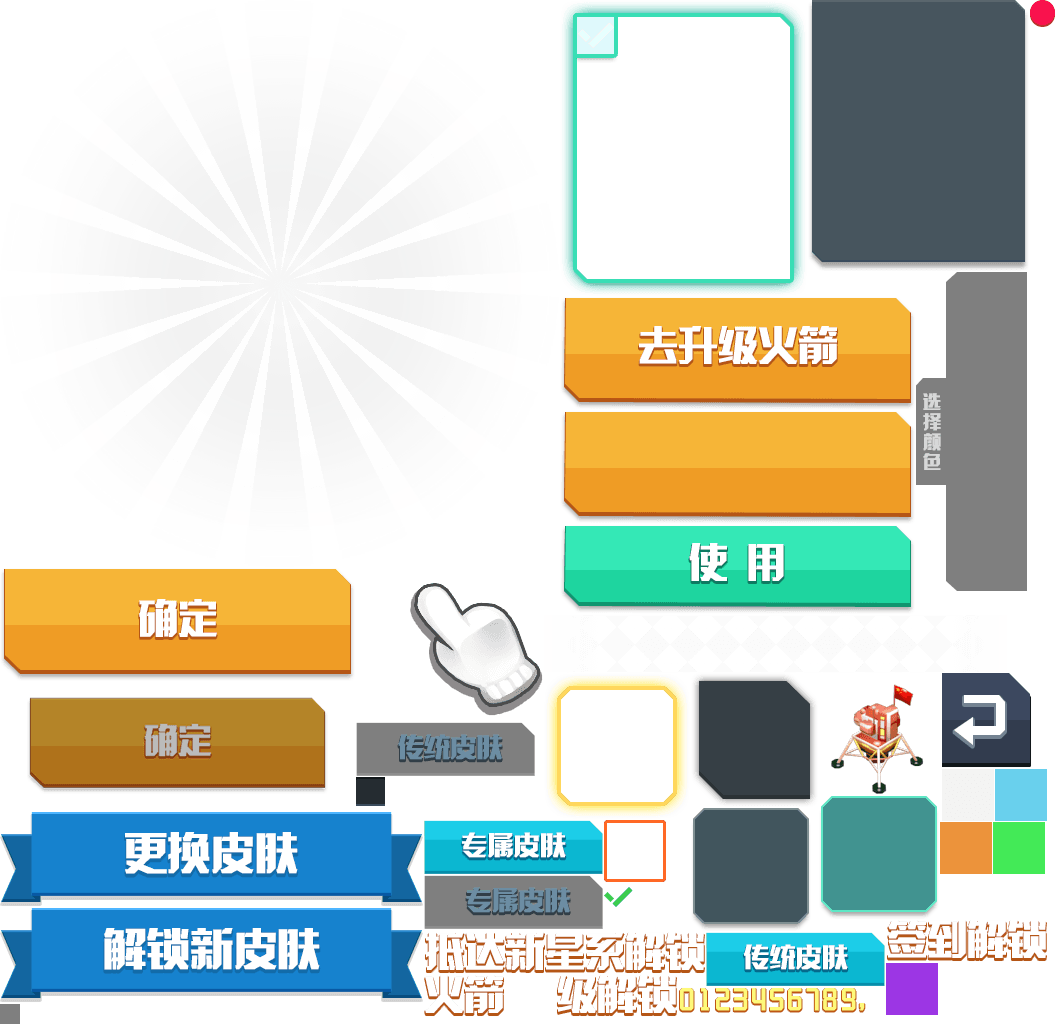 去升级火箭
选择颜色
使 用
确定
确定
传统皮肤
更换皮肤
专属皮肤
专属皮肤
解锁新皮肤
抵达新星系解锁
传统皮肤
签到解锁
火箭 级解锁
0123456789,